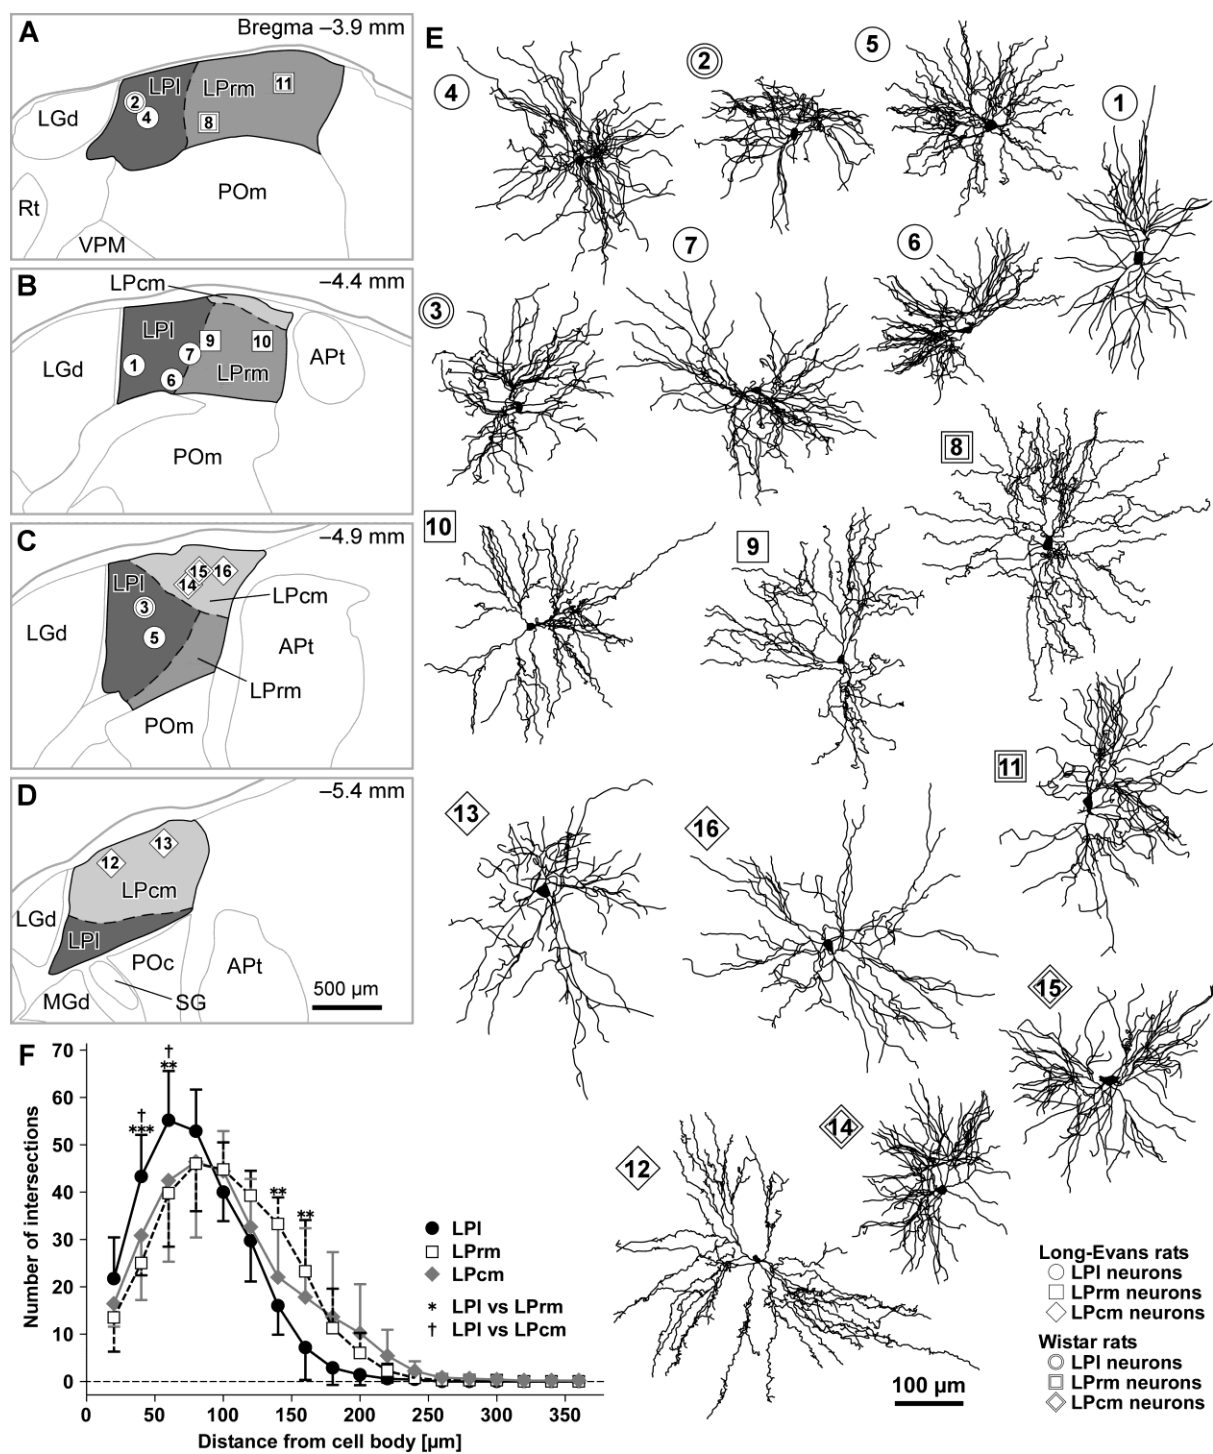 A
Bregma –3.9 mm
LPl
LPrm
11
2
4
8
LGd
POm
Rt
VPM
B
LPcm
–4.4 mm
LPl
7
9
10
1
6
LPrm
APt
LGd
POm
C
–4.9 mm
LPl
15
16
14
3
LPcm
5
LGd
APt
LPrm
POm
D
–5.4 mm
13
12
LPcm
LGd
LPl
POc
APt
MGd
SG
500 µm
E
5
2
4
1
7
6
3
8
10
9
11
13
16
15
14
12
100 µm
Long-Evans rats
LPl neurons
LPrm neurons
LPcm neurons
Wistar rats
LPl neurons
LPrm neurons
LPcm neurons
F
Number of intersections
70
60
50
40
30
20
10
0
†
**
†
***
**
**
LPl
LPrm
LPcm
* LPl vs LPrm
† LPl vs LPcm
0 50 100 150 200 250 300 350
Distance from cell body [µm]